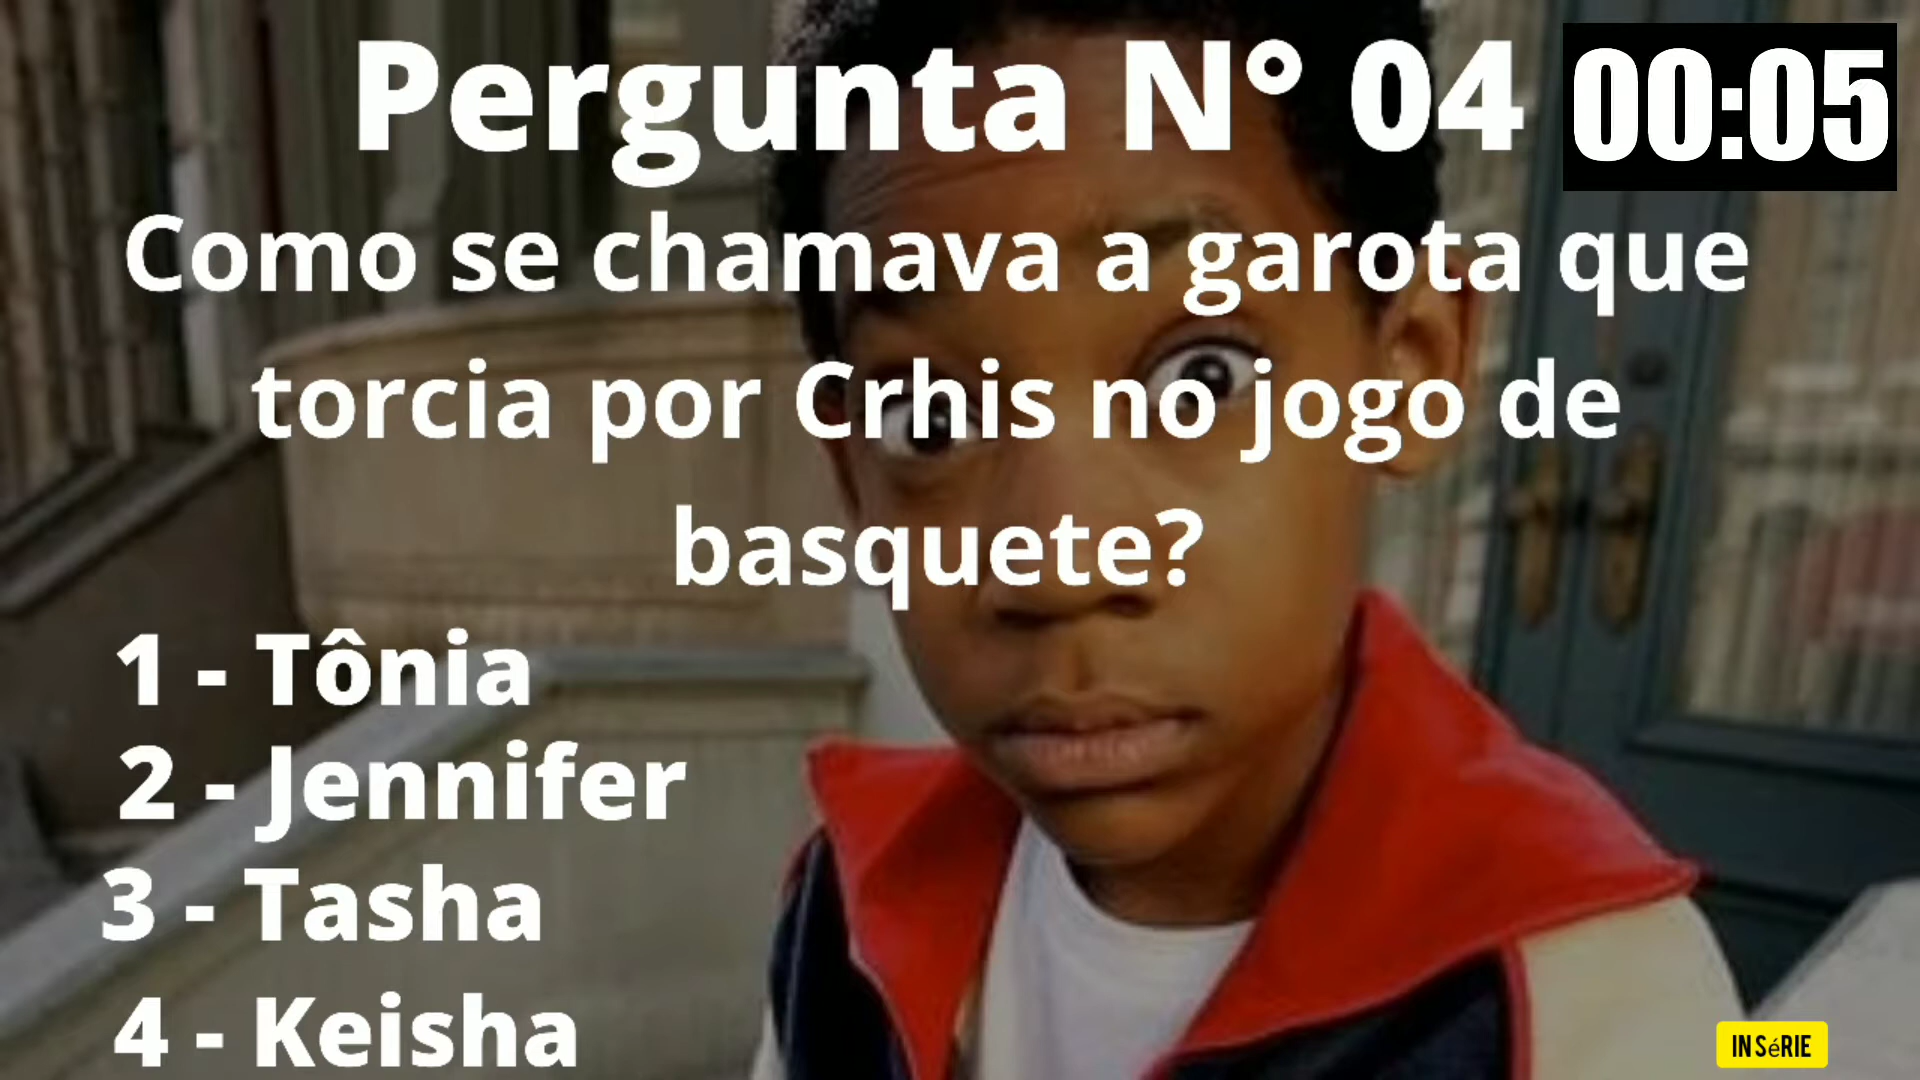 Pergunta N° 04
00:05
Como se chamava a garota que
torcia por Crhis no jogo de
basquete?
1 - Tônia
2 - Jennifer
3 - Tasha
4 - Keisha
IN SéRIE